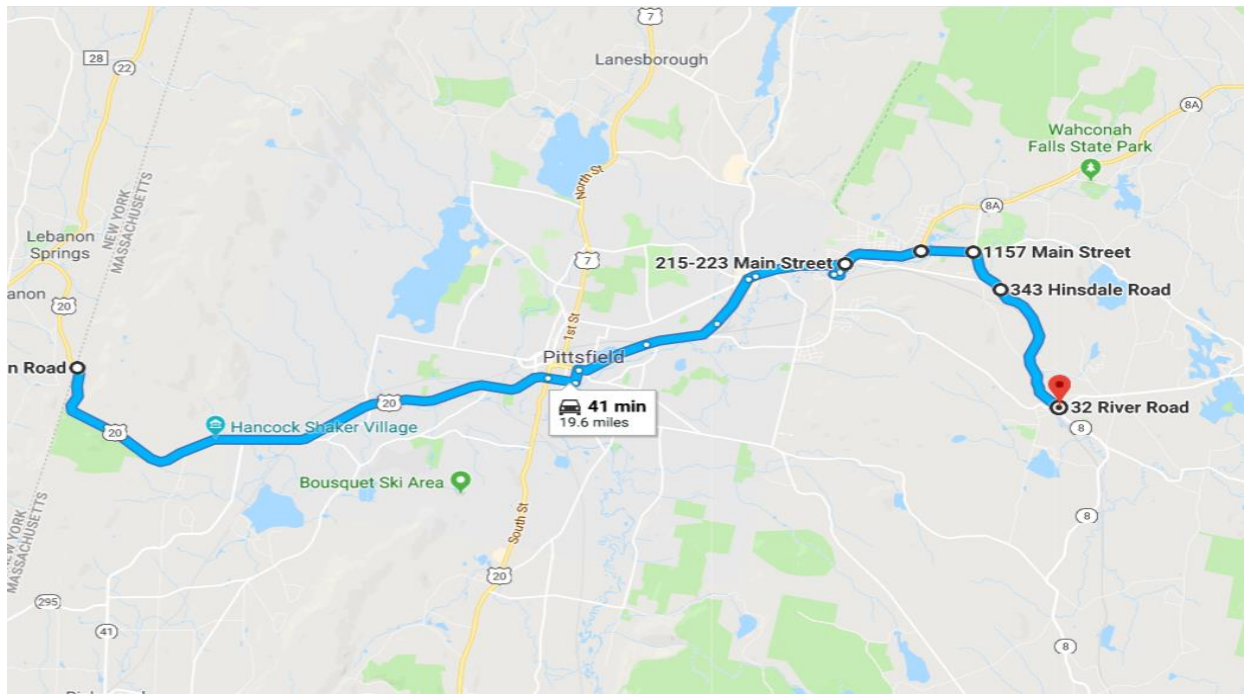 7
28
22
Lanesborough
8A
Wahconah
Falls State Park
North St
NEW YORK
MASSACHUSETTS
8A
Lebanon
Springs
7
215-223 Main Street
1157 Main Street
343 Hinsdale Road
anon
20
1st St
Pittsfield
n Road
20
41 min
19.6 miles
32 River Road
20
Hancock Shaker Village
8
Bousquet Ski Area
NEW YORK
MASSACHUSETTS
South St
8
20
295
41
8